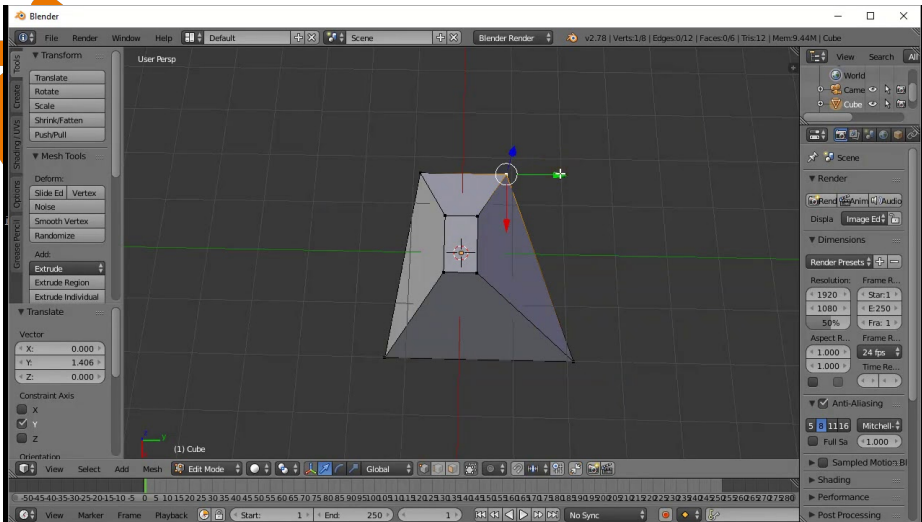 Blender
File Render Window Help Default Scene Blender Render v2.78 | Verts:1/8 | Edges:0/12 | Faces:0/6 | Tris:12 | Mem:9.44M | Cube
View Search All
World
Came
Cube
Tools
Create
Shading / UVs
Options
Grease Pencil
Transform
Translate
Rotate
Scale
Shrink/Fatten
Push/Pull
Mesh Tools
Deform:
Slide Ed Vertex
Noise
Smooth Vertex
Randomize
Add:
Extrude
Extrude Region
Extrude Individual
Translate
Vector
X: 0.000
Y: 1.406
Z: 0.000
Constraint Axis
X
Y
Z
Orientation
User Persp
y
(1) Cube
View Select Add Mesh Edit Mode Global
Scene
Render
Rend Anim Audio
Displa Image Ed
Dimensions
Render Presets
Resolution: Frame R...
1920 Star:1
1080 E:250
50% Fra: 1
Aspect R... Frame R...
1.000 24 fps
1.000 Time Re...
Anti-Aliasing
5 8 11 16 Mitchell-
Full Sa 1.000
Sampled Motion Bl
Shading
Performance
Post Processing
View Marker Frame Playback Start: 1 End: 250 1 No Sync